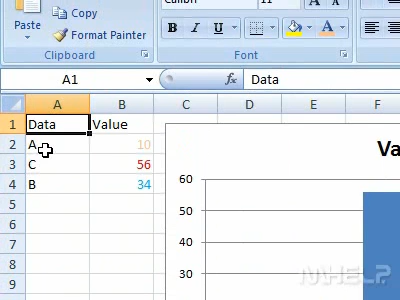 Copy
Paste
Format Painter
Calibri
11
A
A
B
I
U
A
Clipboard
Font
A1
fx
Data
A
B
C
D
E
F
1
Data
Value
2
A
10
3
C
56
4
B
34
5
6
7
8
9
Va
60
50
40
30
MHELP